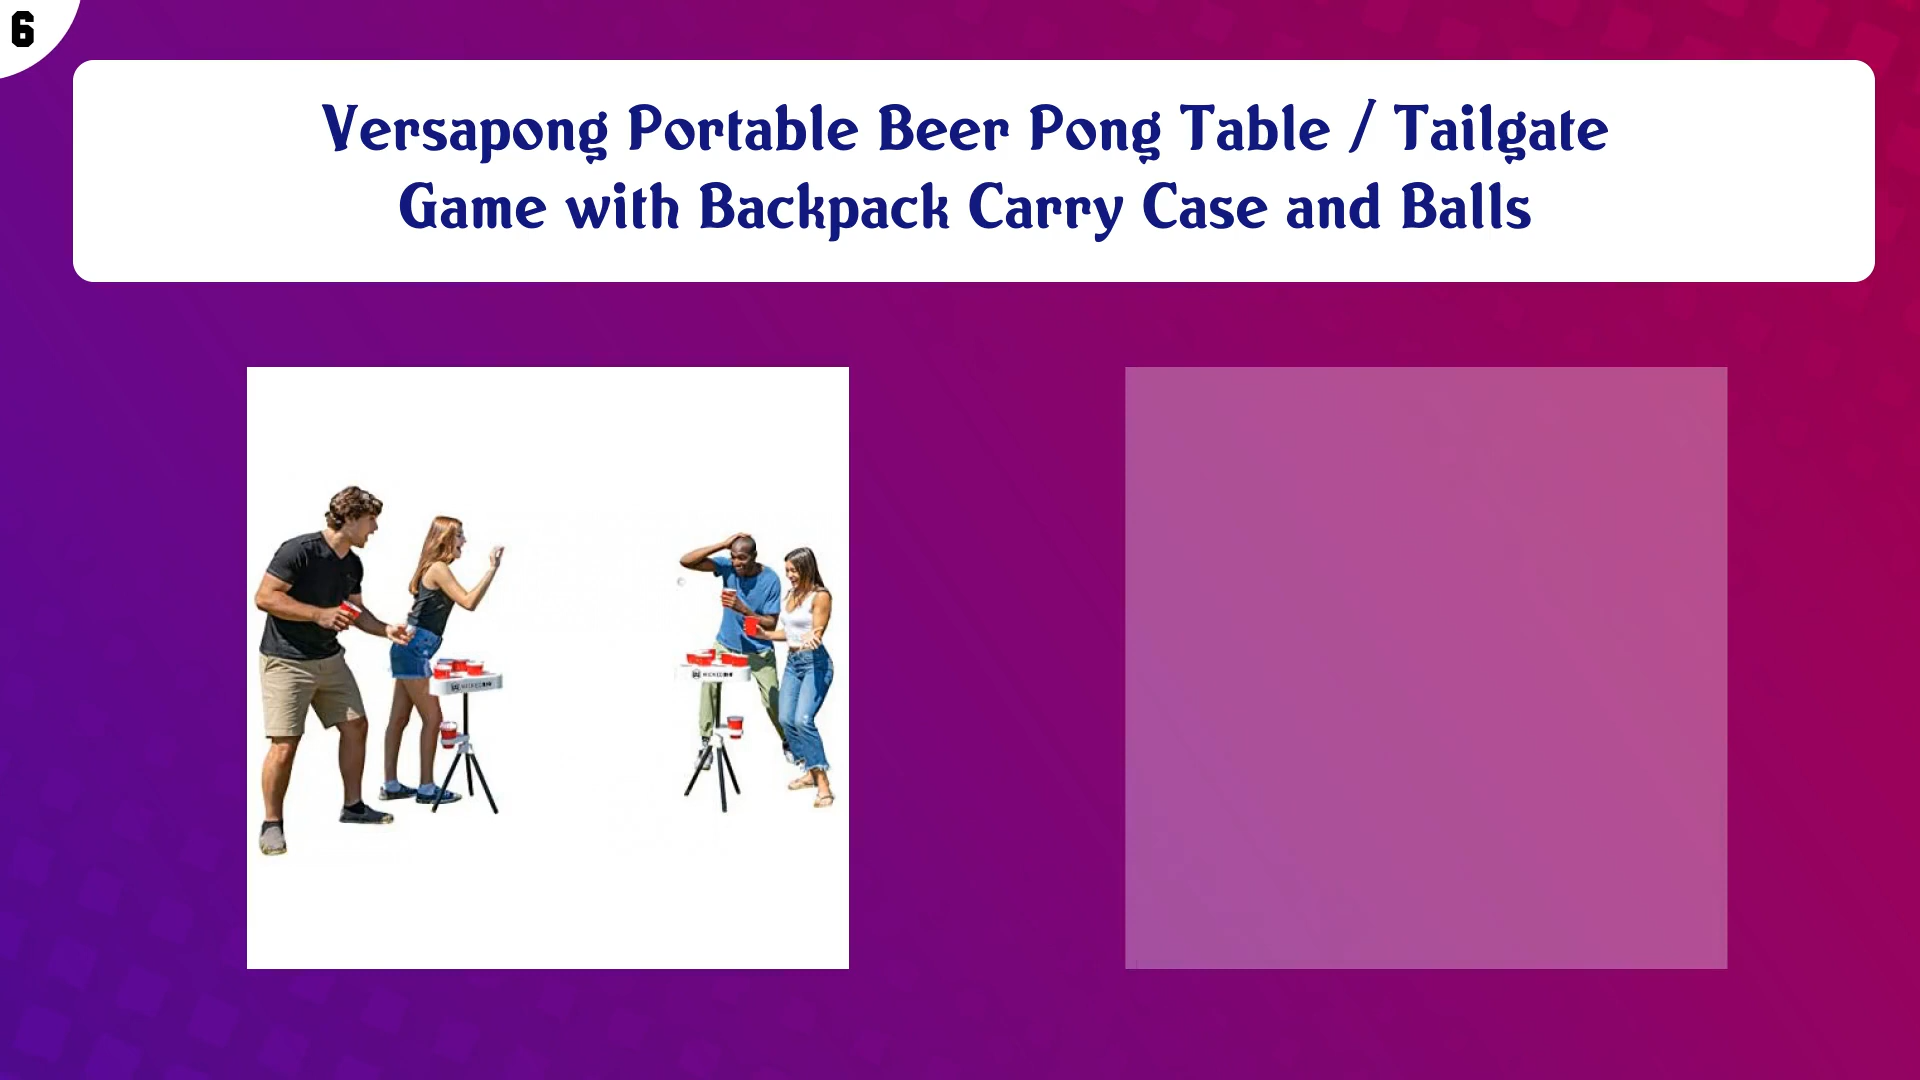 6
Versapong Portable Beer Pong Table / Tailgate
Game with Backpack Carry Case and Balls